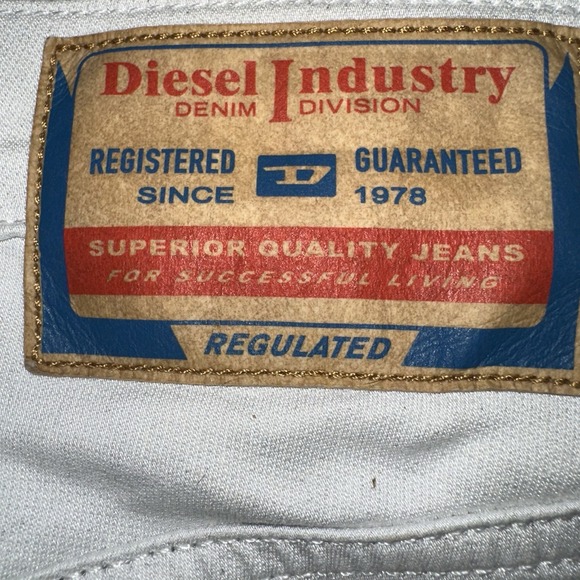 Diesel Industry
DENIM DIVISION
REGISTERED D GUARANTEED
SINCE 1978
SUPERIOR QUALITY JEANS
FOR SUCCESSFUL LIVING
REGULATED